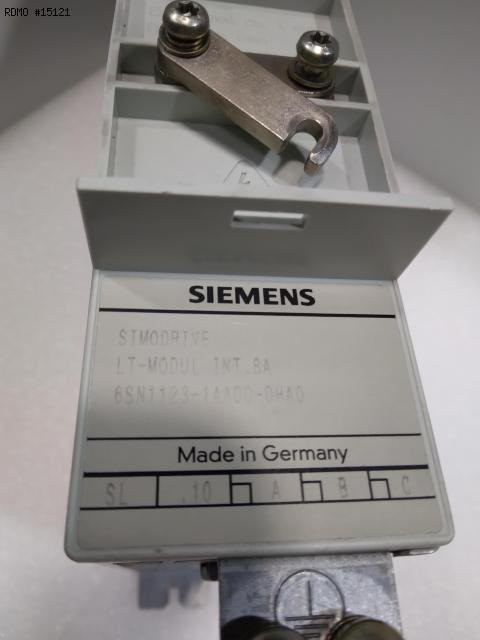 RDMO #15121
L
SIEMENS
SIMODRIVE
LT-MODUL INT.8A
6SN1123-1AA00-0HA0
Made in Germany
SL .10 A B C